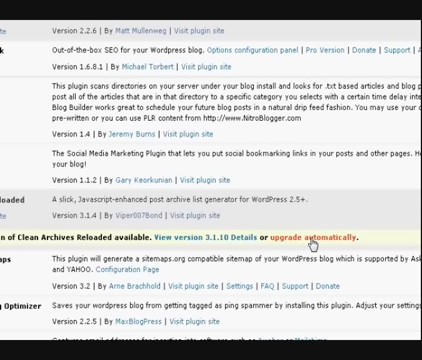 te Version 2.2.6 | By Matt Mullenweg | Visit plugin site
k Out-of-the-box SEO for your Wordpress blog. Options configuration panel | Pro Version | Donate | Support | A
Version 1.6.8.1 | By Michael Torbert | Visit plugin site
This plugin scans directories on your server under your blog install and looks for .txt based articles and blog p
post all of the articles that are in that directory to a specific category you selects with a certain time delay inte
Blog Builder works great to schedule your future blog posts in a natural drip feed fashion. You may use your o
pre-written or you can use PLR content from http://www.NitroBlogger.com
Version 1.4 | By Jeremy Burns | Visit plugin site
The Social Media Marketing Plugin that lets you put social bookmarking links in your posts and other pages. H
your blog!
Version 1.1.2 | By Gary Keorkunian | Visit plugin site
loaded A slick, Javascript-enhanced post archive list generator for WordPress 2.5+.
te Version 3.1.4 | By Viper007Bond | Visit plugin site
n of Clean Archives Reloaded available. View version 3.1.10 Details or upgrade automatically.
aps This plugin will generate a sitemaps.org compatible sitemap of your WordPress blog which is supported by Ask
and YAHOO. Configuration Page
Version 3.2 | By Arne Brachhold | Visit plugin site | Settings | FAQ | Support | Donate
g Optimizer Saves your wordpress blog from getting tagged as ping spammer by installing this plugin. Adjust your settings
Version 2.2.5 | By MaxBlogPress | Visit plugin site